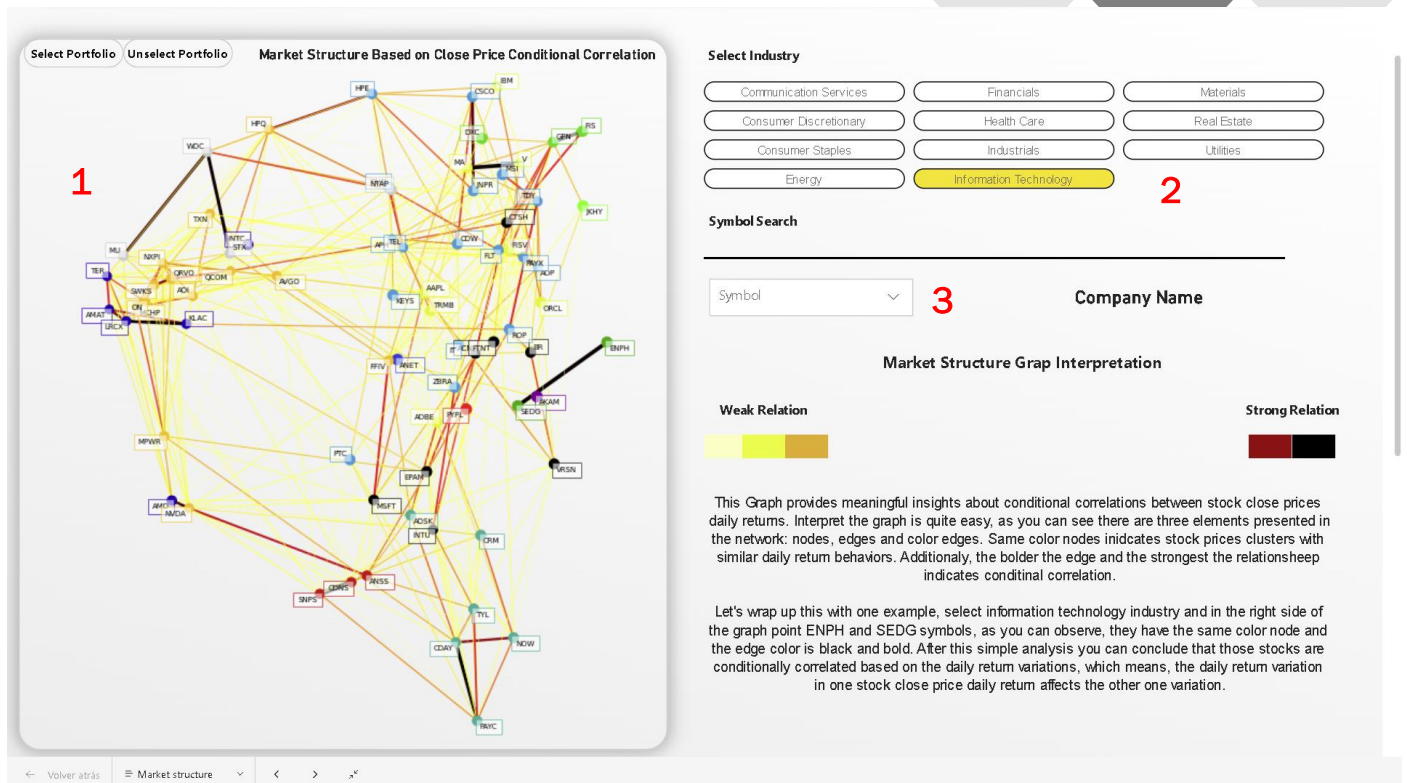 Select Portfolio
Unselect Portfolio
Market Structure Based on Close Price Conditional Correlation
IBM
HPE
CSCO
HPQ
DXC
GEN
RS
WDC
MA
V
MSI
NTAP
JNPR
TDY
JKHY
TXN
CTSH
INTC
STX
TEL
CDW
FISV
MU
NXPI
FLT
PAYX
ADP
TER
QRVO
QCOM
AVGO
SWKS
ADI
AAPL
KEYS
TRMB
ORCL
ON
MCHP
AMAT
LRCX
KLAC
ROP
IT
FTNT
BR
ENPH
FFIV
ANET
ZBRA
AKAM
SEDG
ADBE
PYPL
MPWR
PTC
VRSN
EPAM
AMD
NVDA
MSFT
ADSK
INTU
CRM
ANSS
CDNS
SNPS
TYL
CDAY
NOW
PAYC
1
Select Industry
Communication Services
Financials
Materials
Consumer Discretionary
Health Care
Real Estate
Consumer Staples
Industrials
Utilities
Energy
Information Technology
2
Symbol Search
Symbol
3
Company Name
Market Structure Grap Interpretation
Weak Relation
Strong Relation
This Graph provides meaningful insights about conditional correlations between stock close prices
daily returns. Interpret the graph is quite easy, as you can see there are three elements presented in
the network: nodes, edges and color edges. Same color nodes inidcates stock prices clusters with
similar daily return behaviors. Additionaly, the bolder the edge and the strongest the relationsheep
indicates conditinal correlation.
Let's wrap up this with one example, select information technology industry and in the right side of
the graph point ENPH and SEDG symbols, as you can observe, they have the same color node and
the edge color is black and bold. After this simple analysis you can conclude that those stocks are
conditionally correlated based on the daily return variations, which means, the daily return variation
in one stock close price daily return affects the other one variation.
Volver atrás
Market structure